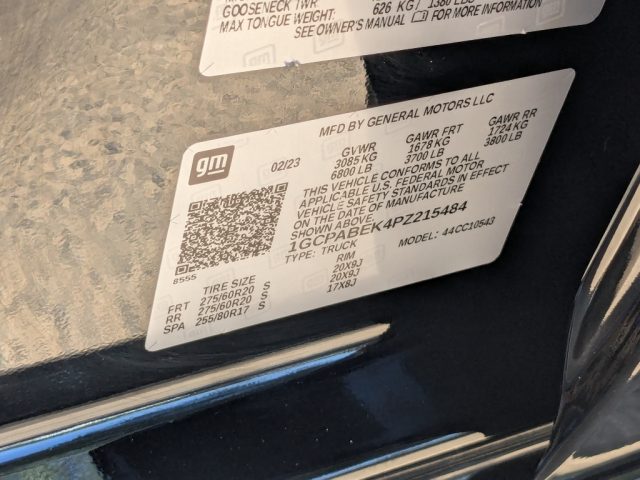 GOOSENECK TWR
MAX TONGUE WEIGHT: 626 KG / 1380 LBS
SEE OWNER'S MANUAL FOR MORE INFORMATION
gm
02/23
MFD BY GENERAL MOTORS LLC
GVWR GAWR FRT GAWR RR
3085 KG 1678 KG 1724 KG
6800 LB 3700 LB 3800 LB
THIS VEHICLE CONFORMS TO ALL
APPLICABLE U.S. FEDERAL MOTOR
VEHICLE SAFETY STANDARDS IN EFFECT
ON THE DATE OF MANUFACTURE
SHOWN ABOVE.
1GCPABEK4PZ215484
TYPE: TRUCK MODEL: 44CC10543
8555
TIRE SIZE RIM
FRT 275/60R20 S 20X9J
RR 275/60R20 S 20X9J
SPA 255/80R17 S 17X8J